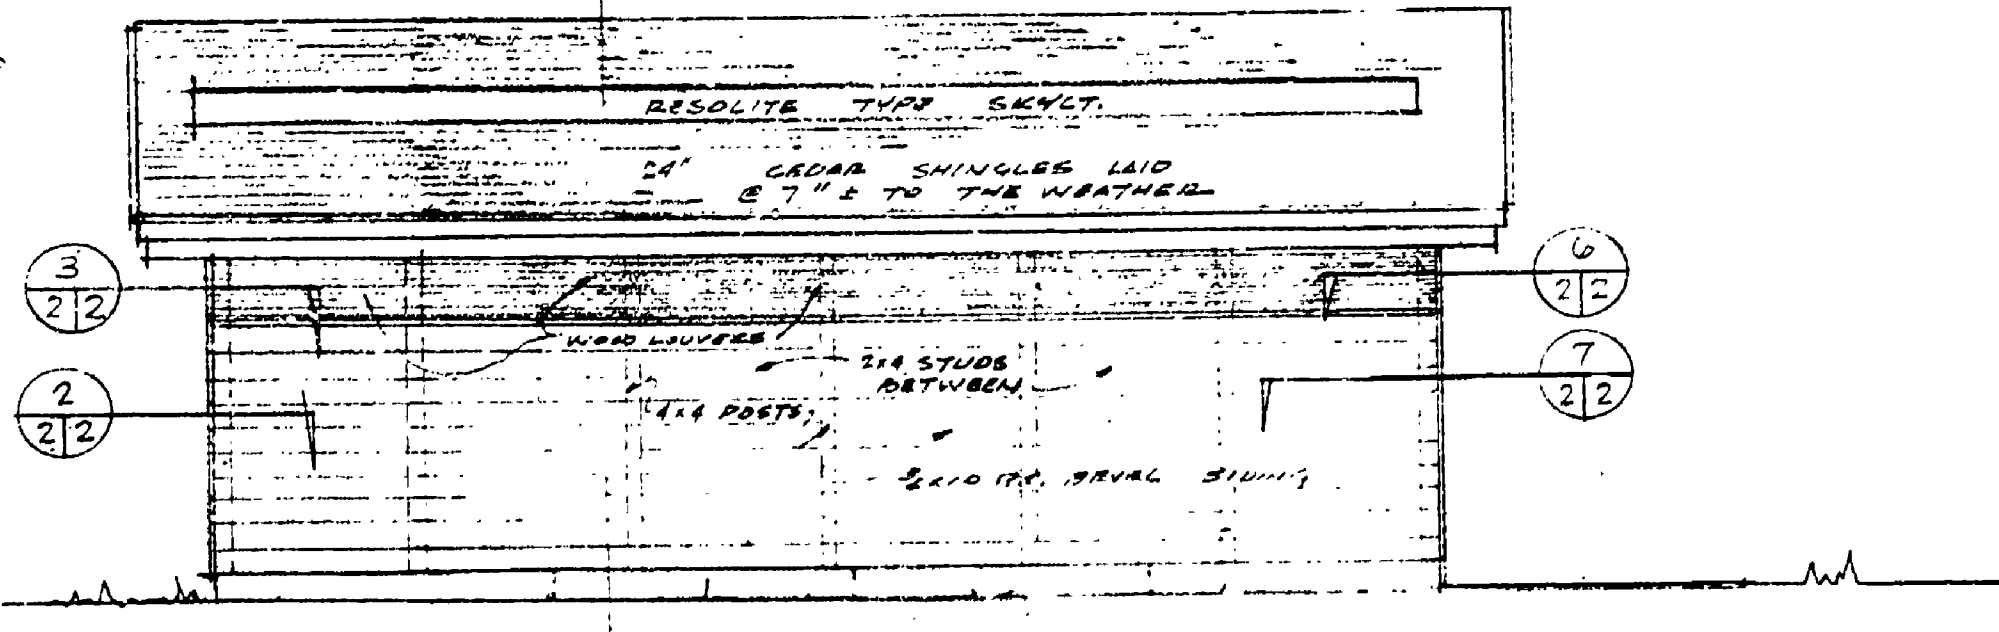 RESOLITE TYPE SKYLT.
24" CEDAR SHINGLES LAID
@ 7" ± TO THE WEATHER
3
2 2
6
2 2
WOOD LOUVERS
2x4 STUDS
BETWEEN
7
2 2
2
2 2
4x4 POSTS
BEVEL SIDING